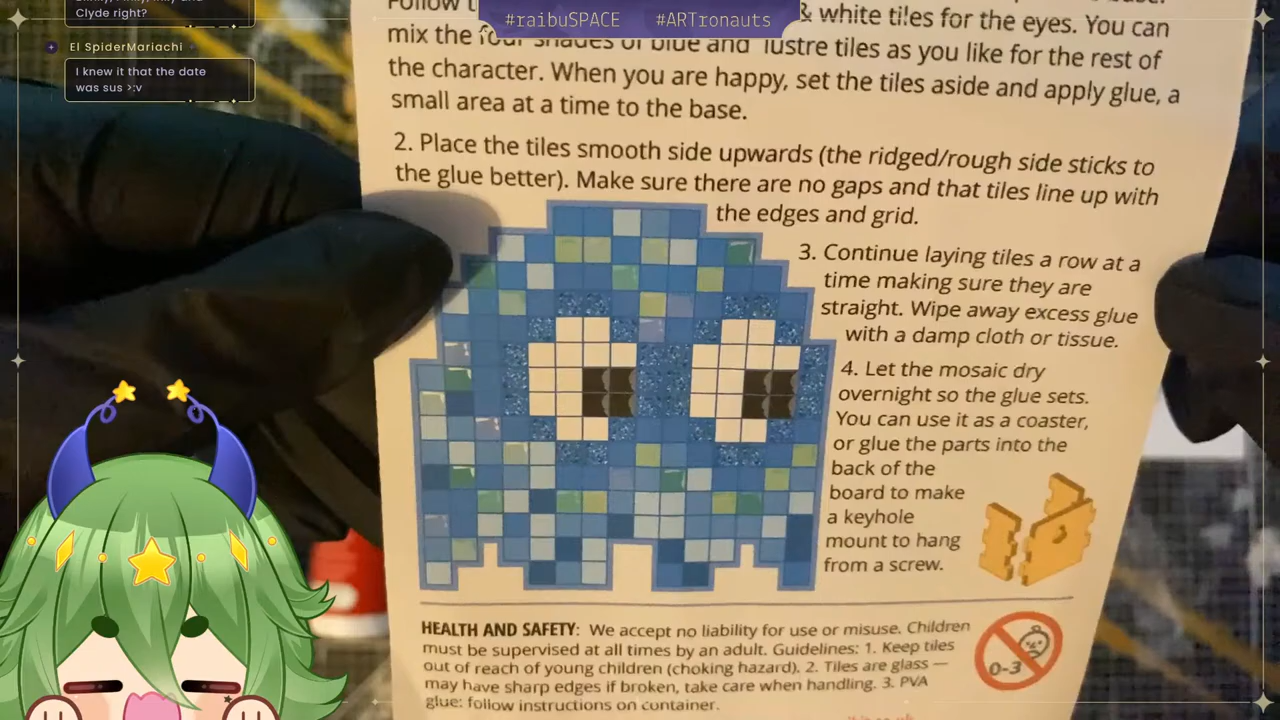 Clyde right?
El SpiderMariachi
I knew it that the date
was sus >:v
#raibuSPACE #ARTronauts
Follow
& white tiles for the eyes. You can
mix the four shades of blue and lustre tiles as you like for the rest of
the character. When you are happy, set the tiles aside and apply glue, a
small area at a time to the base.
2. Place the tiles smooth side upwards (the ridged/rough side sticks to
the glue better). Make sure there are no gaps and that tiles line up with
the edges and grid.
3. Continue laying tiles a row at a
time making sure they are
straight. Wipe away excess glue
with a damp cloth or tissue.
4. Let the mosaic dry
overnight so the glue sets.
You can use it as a coaster,
or glue the parts into the
back of the
board to make
a keyhole
mount to hang
from a screw.
HEALTH AND SAFETY: We accept no liability for use or misuse. Children
must be supervised at all times by an adult. Guidelines: 1. Keep tiles
out of reach of young children (choking hazard). 2. Tiles are glass —
may have sharp edges if broken, take care when handling. 3. PVA
glue: follow instructions on container.
0-3